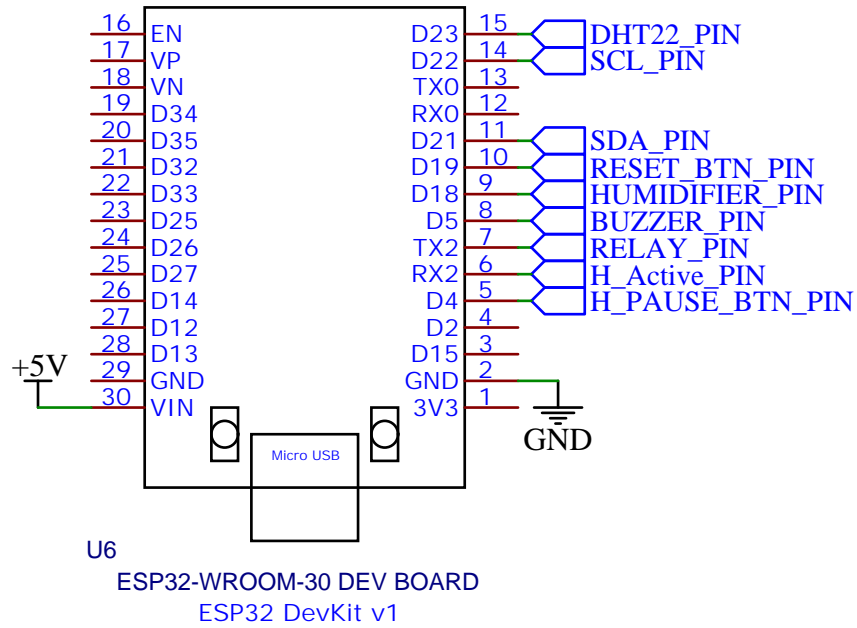 16 EN D23 15 DHT22_PIN
17 VP D22 14 SCL_PIN
18 VN TX0 13
19 D34 RX0 12
20 D35 D21 11 SDA_PIN
21 D32 D19 10 RESET_BTN_PIN
22 D33 D18 9 HUMIDIFIER_PIN
23 D25 D5 8 BUZZER_PIN
24 D26 TX2 7 RELAY_PIN
25 D27 RX2 6 H_Active_PIN
26 D14 D4 5 H_PAUSE_BTN_PIN
27 D12 D2 4
28 D13 D15 3
+5V 29 GND GND 2
30 VIN 3V3 1
GND
Micro USB
U6
ESP32-WROOM-30 DEV BOARD
ESP32 DevKit v1